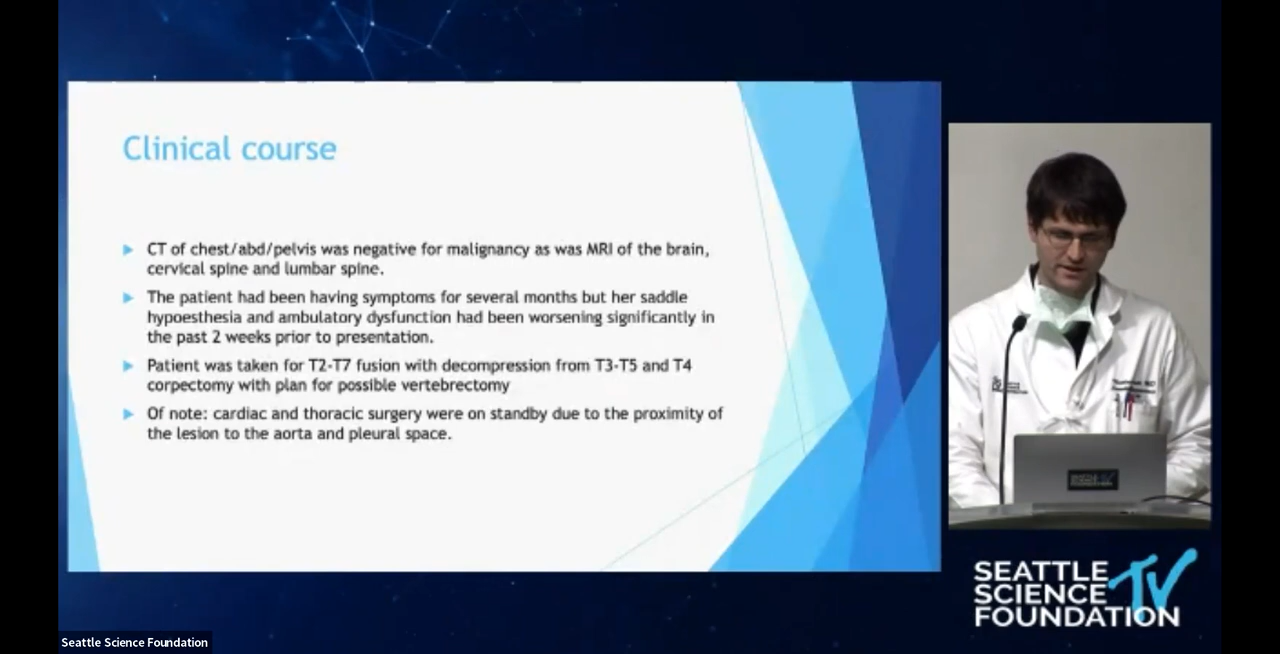 Clinical course
CT of chest/abd/pelvis was negative for malignancy as was MRI of the brain,
cervical spine and lumbar spine.
The patient had been having symptoms for several months but her saddle
hypoesthesia and ambulatory dysfunction had been worsening significantly in
the past 2 weeks prior to presentation.
Patient was taken for T2-T7 fusion with decompression from T3-T5 and T4
corpectomy with plan for possible vertebrectomy
Of note: cardiac and thoracic surgery were on standby due to the proximity of
the lesion to the aorta and pleural space.
SEATTLE
SCIENCE
FOUNDATION
TV
Seattle Science Foundation